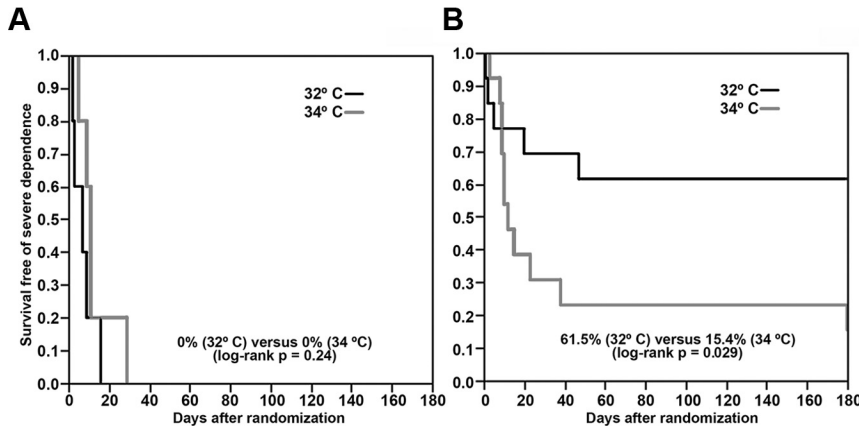 A
B
1.0
0.9
0.8
0.7
0.6
0.5
0.4
0.3
0.2
0.1
0.0
Survival free of severe dependence
32º C
34º C
0% (32º C) versus 0% (34 ºC)
(log-rank p = 0.24)
0 20 40 60 80 100 120 140 160 180
Days after randomization
1.0
0.9
0.8
0.7
0.6
0.5
0.4
0.3
0.2
0.1
0.0
32º C
34º C
61.5% (32º C) versus 15.4% (34 ºC)
(log-rank p = 0.029)
0 20 40 60 80 100 120 140 160 180
Days after randomization